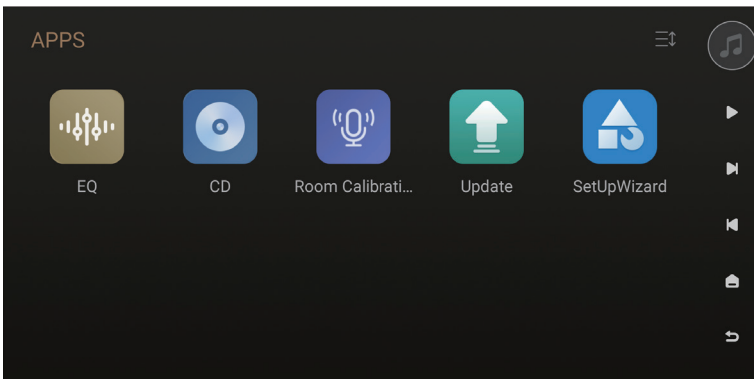 APPS
EQ
CD
Room Calibrati...
Update
SetUpWizard